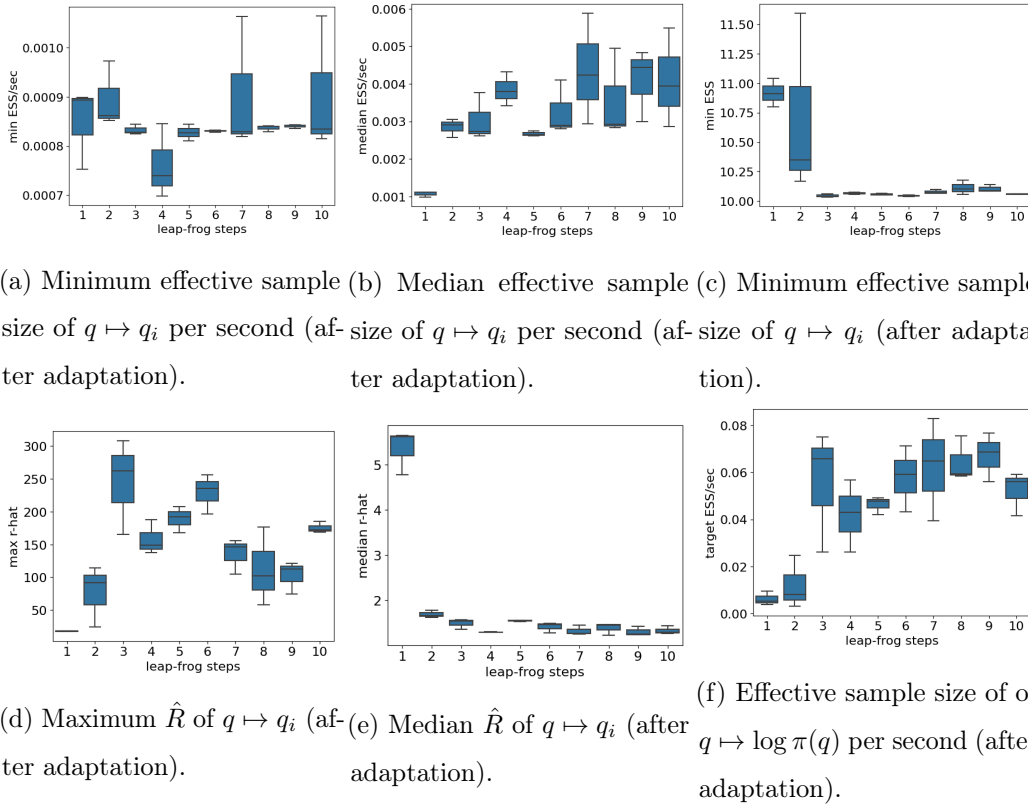 0.0010
0.0009
0.0008
0.0007
min ESS/sec
1 2 3 4 5 6 7 8 9 10
leap-frog steps
0.006
0.005
0.004
0.003
0.002
0.001
median ESS/sec
1 2 3 4 5 6 7 8 9 10
leap-frog steps
11.50
11.25
11.00
10.75
10.50
10.25
10.00
min ESS
1 2 3 4 5 6 7 8 9 10
leap-frog steps
(a) Minimum effective sample
size of q ↦ q_i per second (af-
ter adaptation).
(b) Median effective sample
size of q ↦ q_i per second (af-
ter adaptation).
(c) Minimum effective sample
size of q ↦ q_i (after adapta-
tion).
300
250
200
150
100
50
max r-hat
1 2 3 4 5 6 7 8 9 10
leap-frog steps
5
4
3
2
median r-hat
1 2 3 4 5 6 7 8 9 10
leap-frog steps
0.08
0.06
0.04
0.02
0.00
target ESS/sec
1 2 3 4 5 6 7 8 9 10
leap-frog steps
(d) Maximum R̂ of q ↦ q_i (af-
ter adaptation).
(e) Median R̂ of q ↦ q_i (after
adaptation).
(f) Effective sample size of o
q ↦ log π(q) per second (after
adaptation).